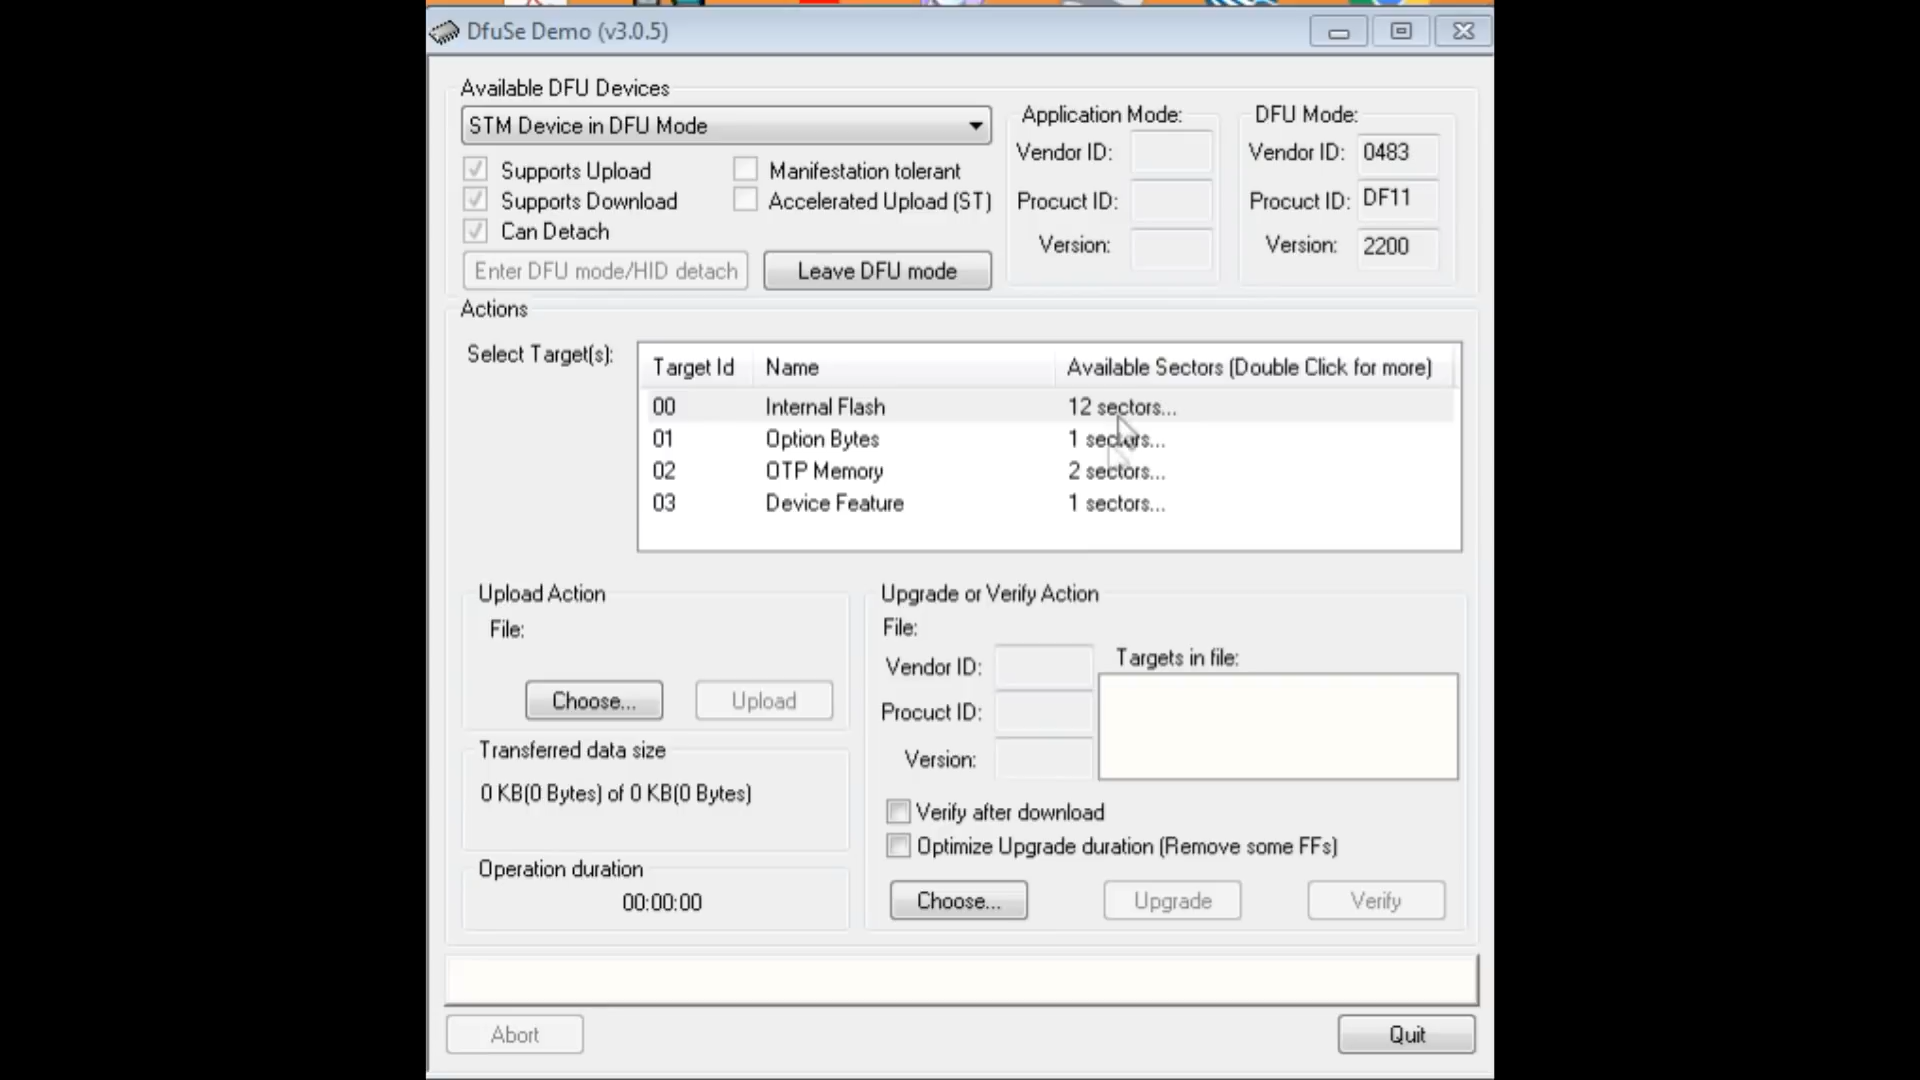 DfuSe Demo (v3.0.5)
Available DFU Devices
STM Device in DFU Mode
Supports Upload
Manifestation tolerant
Supports Download
Accelerated Upload (ST)
Can Detach
Enter DFU mode/HID detach
Leave DFU mode
Application Mode:
Vendor ID:
Procuct ID:
Version:
DFU Mode:
Vendor ID: 0483
Procuct ID: DF11
Version: 2200
Actions
Select Target(s):
Target Id Name Available Sectors (Double Click for more)
00 Internal Flash 12 sectors...
01 Option Bytes 1 sectors...
02 OTP Memory 2 sectors...
03 Device Feature 1 sectors...
Upload Action
File:
Choose... Upload
Transferred data size
0 KB(0 Bytes) of 0 KB(0 Bytes)
Operation duration
00:00:00
Upgrade or Verify Action
File:
Vendor ID:
Procuct ID:
Version:
Targets in file:
Verify after download
Optimize Upgrade duration (Remove some FFs)
Choose... Upgrade Verify
Abort Quit